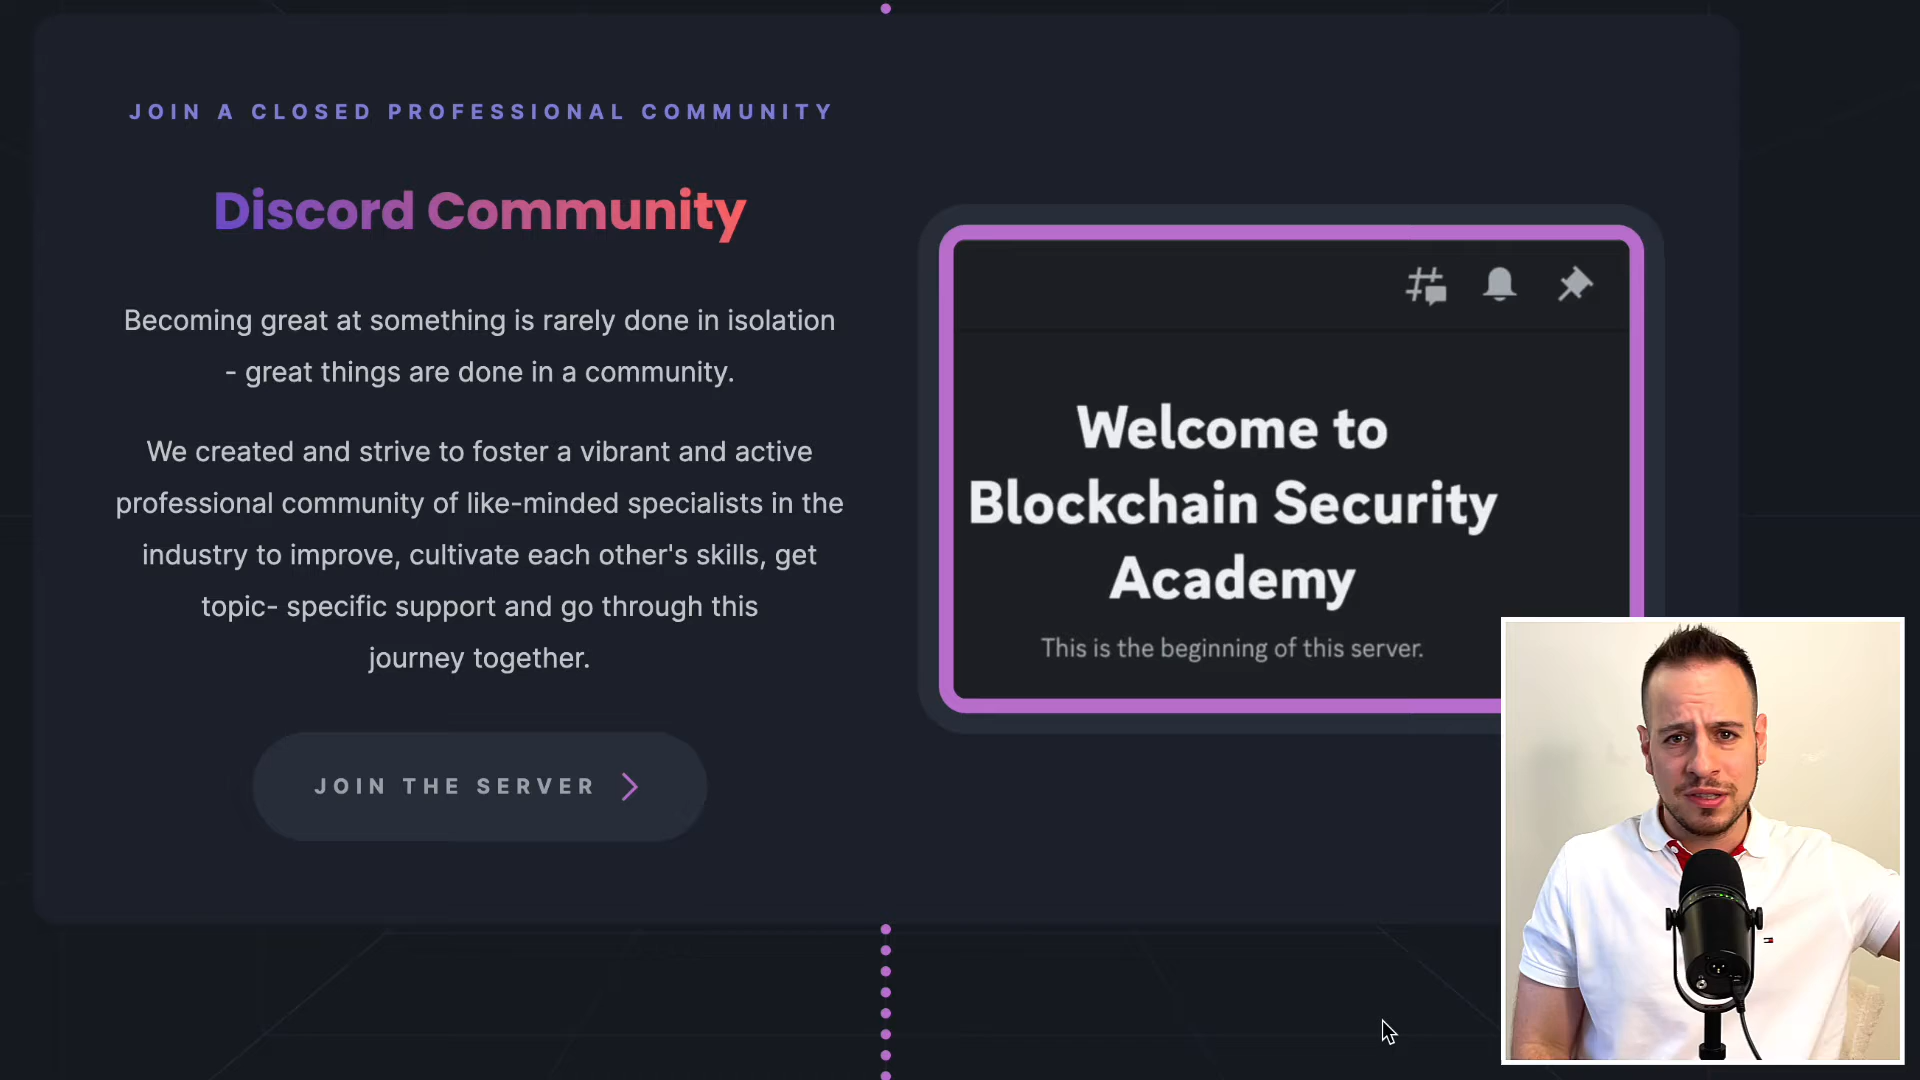 JOIN A CLOSED PROFESSIONAL COMMUNITY
Discord Community
Becoming great at something is rarely done in isolation
- great things are done in a community.
We created and strive to foster a vibrant and active
professional community of like-minded specialists in the
industry to improve, cultivate each other's skills, get
topic- specific support and go through this
journey together.
JOIN THE SERVER
Welcome to
Blockchain Security
Academy
This is the beginning of this server.